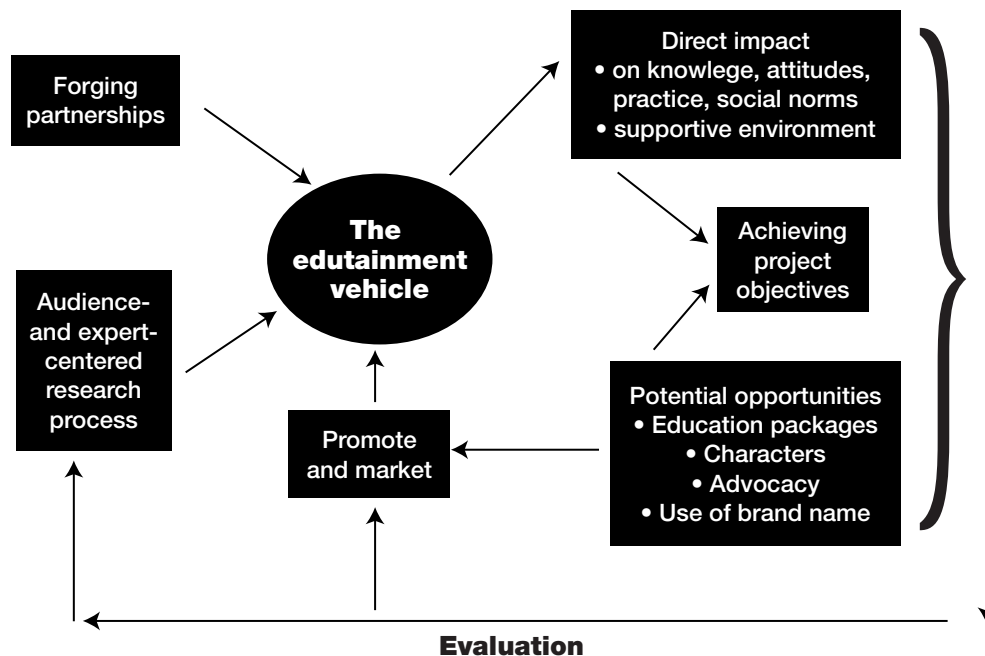 Forging
partnerships
Direct impact
• on knowlege, attitudes,
practice, social norms
• supportive environment
The
edutainment
vehicle
Achieving
project
objectives
Audience-
and expert-
centered
research
process
Promote
and market
Potential opportunities
• Education packages
• Characters
• Advocacy
• Use of brand name
Evaluation